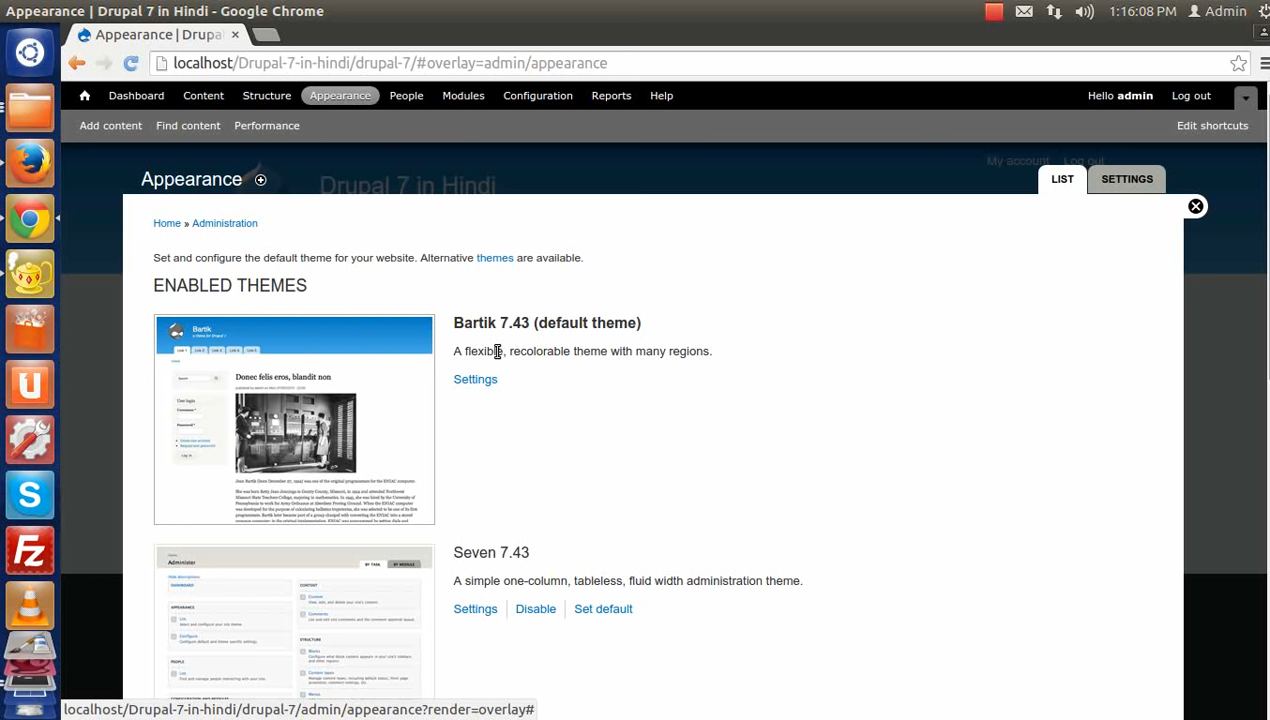 Appearance | Drupal 7 in Hindi - Google Chrome
1:16:08 PM
Admin
Appearance | Drupa
localhost/Drupal-7-in-hindi/drupal-7/#overlay=admin/appearance
Dashboard Content Structure Appearance People Modules Configuration Reports Help
Hello admin Log out
Add content Find content Performance
Edit shortcuts
My account Log out
Drupal 7 in Hindi
Appearance
LIST SETTINGS
Home » Administration
Set and configure the default theme for your website. Alternative themes are available.
ENABLED THEMES
Bartik
Donec felis eros, blandit non
Bartik 7.43 (default theme)
A flexible, recolorable theme with many regions.
Settings
Administer
Seven 7.43
A simple one-column, tableless, fluid width administration theme.
Settings Disable Set default
localhost/Drupal-7-in-hindi/drupal-7/admin/appearance?render=overlay#